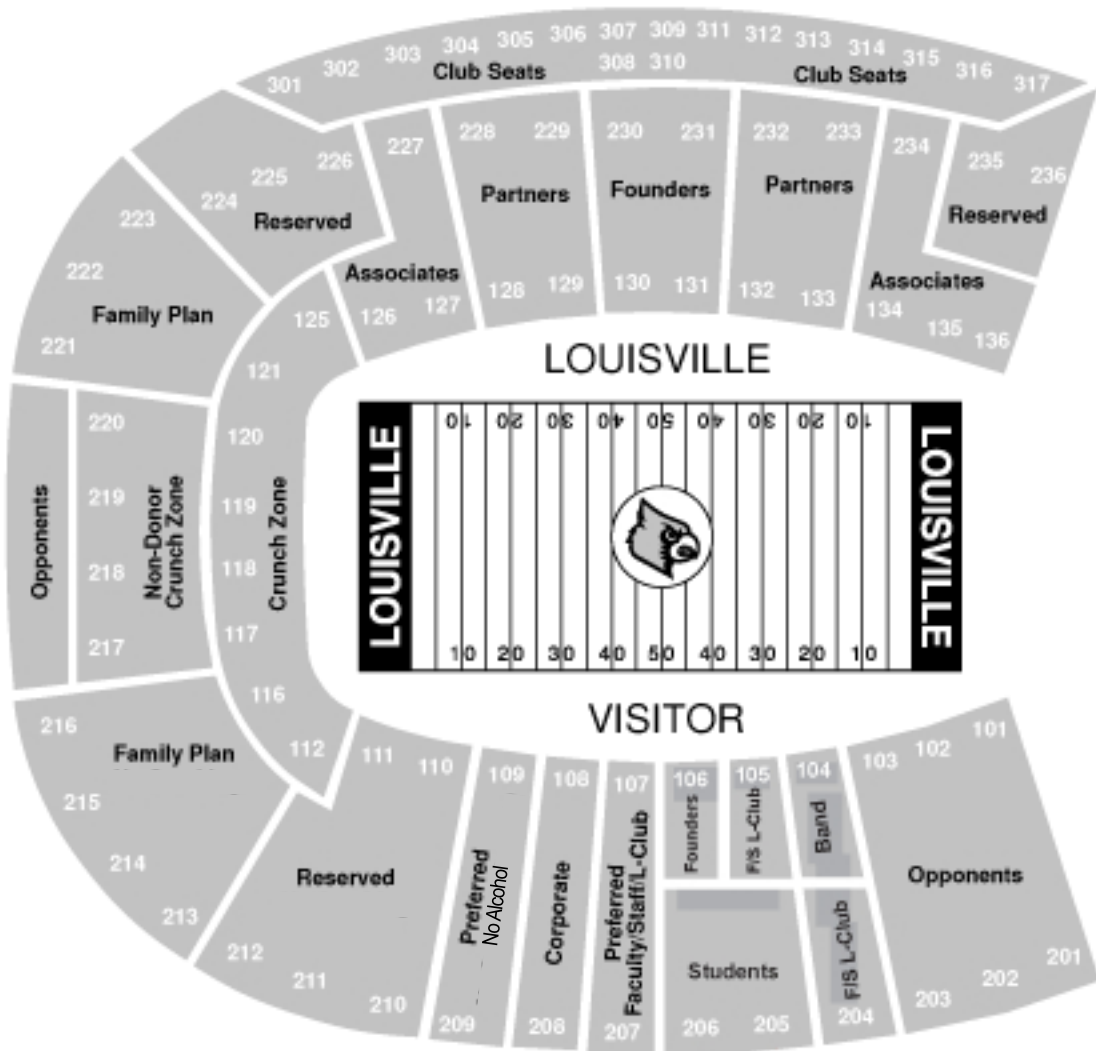 303 304 305 306 307 309 311 312 313 314
301 302 Club Seats 308 310 Club Seats 315 316 317
228 229 230 231 232 233
227 234
224 225 226
235 236
Partners
Founders
Partners
Reserved
Reserved
223
222
221
Family Plan
Associates
126 127
128 129
130 131
132 133
Associates
134 135 136
125
121
120
119
118
117
116
112
Crunch Zone
220
219
218
217
Non-Donor
Crunch Zone
Opponents
LOUISVILLE
10 20 30 40 50 40 30 20 10
LOUISVILLE
LOUISVILLE
10 20 30 40 50 40 30 20 10
VISITOR
216
215
214
213
Family Plan
111 110
Reserved
212
211
210
109
Preferred
No Alcohol
209
108
Corporate
208
107
Preferred
Faculty/Staff/L-Club
207
106
Founders
105
F/S L-Club
104
Band
Students
206 205
F/S L-Club
204
103 102 101
Opponents
203 202 201